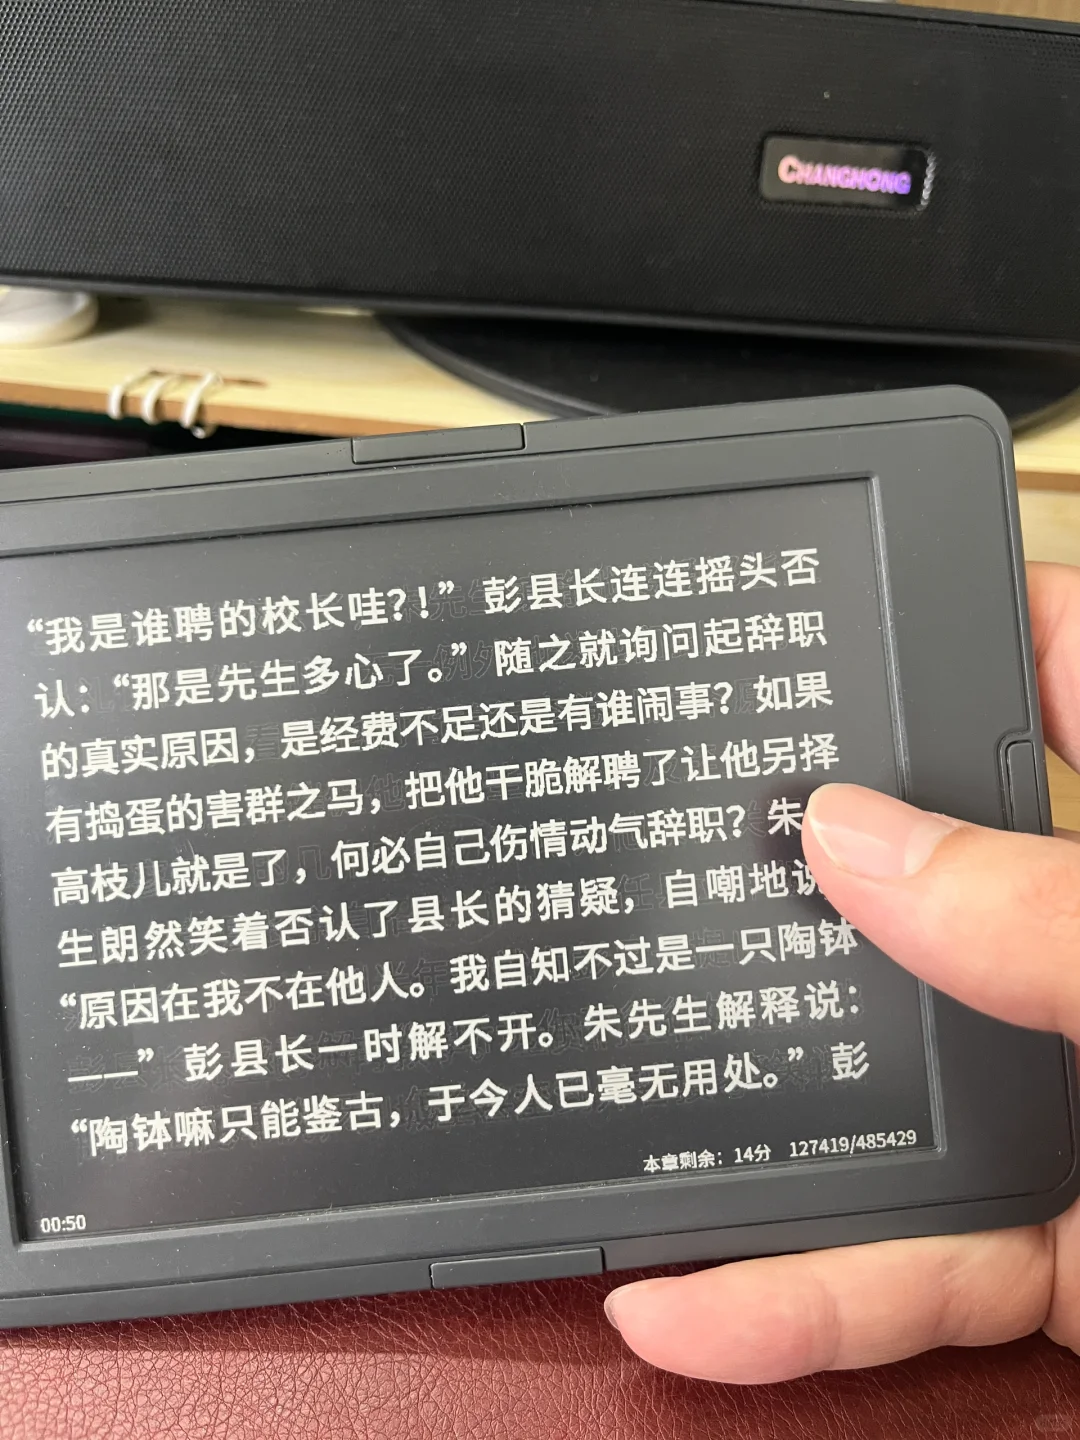 CHANGHONG
“我是谁聘的校长哇？！”彭县长连连摇头否
认：“那是先生多心了。”随之就询问起辞职
的真实原因，是经费不足还是有谁闹事？如果
有捣蛋的害群之马，把他干脆解聘了让他另择
高枝儿就是了，何必自己伤情动气辞职？朱
生朗然笑着否认了县长的猜疑，自嘲地说
“原因在我不在他人。我自知不过是一只陶钵
——”彭县长一时解不开。朱先生解释说：
“陶钵嘛只能鉴古，于今人已毫无用处。”彭
本章剩余：14分 127419/485429
00:50